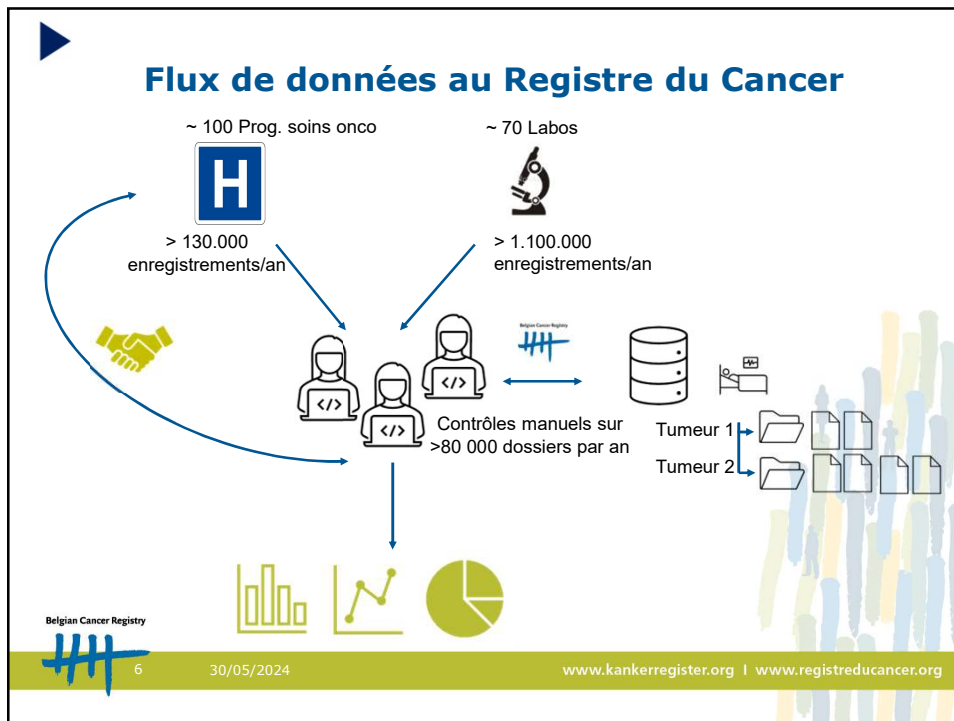 Flux de données au Registre du Cancer
~ 100 Prog. soins onco
~ 70 Labos
H
> 130.000
enregistrements/an
> 1.100.000
enregistrements/an
Belgian Cancer Registry
</>
</>
</>
Contrôles manuels sur
>80 000 dossiers par an
Tumeur 1
Tumeur 2
Belgian Cancer Registry
6
30/05/2024
www.kankerregister.org I www.registreducancer.org